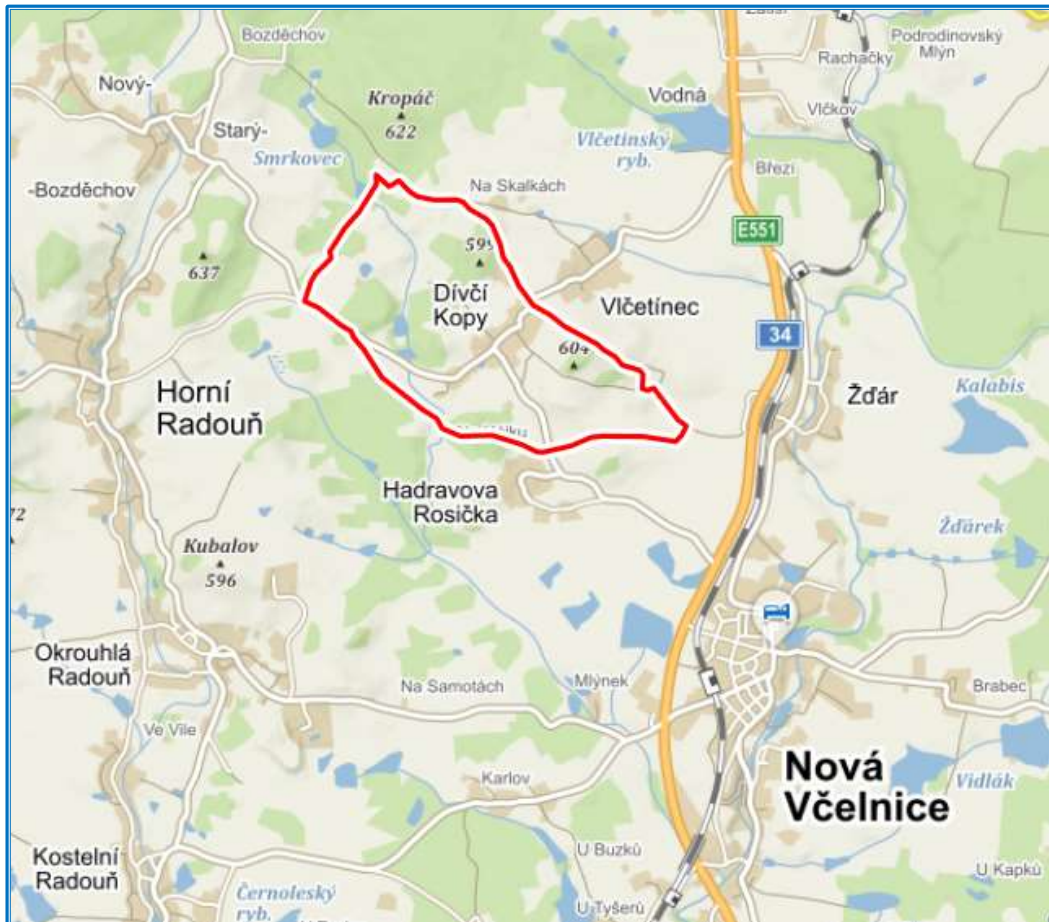 Bozděchov
Nový-
Starý-
-Bozděchov
Smrkovec
Kropáč
622
Vodná
Vlčetínský
ryb.
Rachačky
Podrodinovský
Mlýn
Vlčkov
Březí
Na Skalkách
637
599
Dívčí
Kopy
Vlčetínec
604
E551
34
Žďár
Kalabis
Horní
Radouň
Hadravova
Rosička
Kubalov
596
72
Žďárek
Okrouhlá
Radouň
Ve Vile
Na Samotách
Mlýnek
Brabec
Karlov
Nová
Včelnice
Vidlák
U Buzků
U Kapků
Kostelní
Radouň
Černoleský
ryb.
U Tyšerů